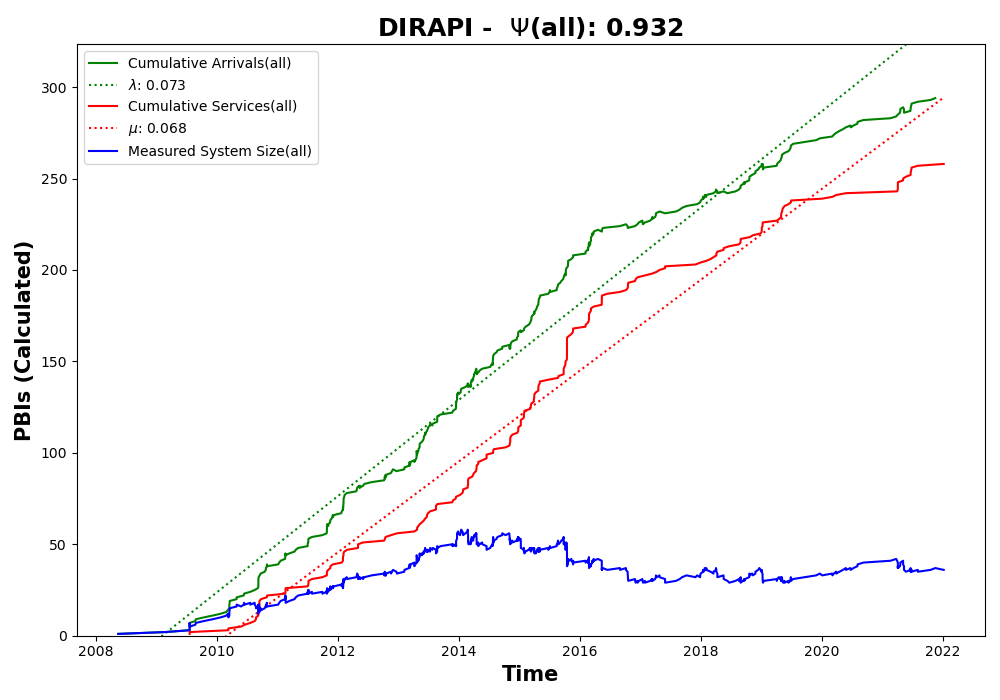 DIRAPI -  Ψ(all): 0.932
Cumulative Arrivals(all)
λ: 0.073
Cumulative Services(all)
μ: 0.068
Measured System Size(all)
PBIs (Calculated)
300
250
200
150
100
50
0
2008 2010 2012 2014 2016 2018 2020 2022
Time